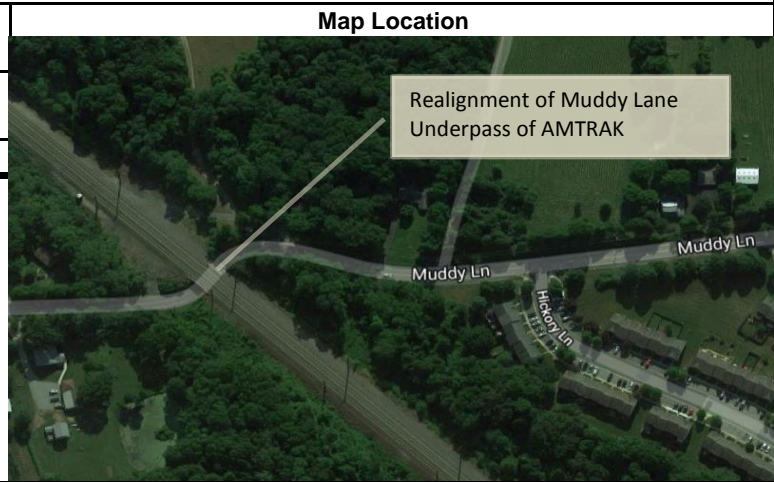 Map Location
Realignment of Muddy Lane
Underpass of AMTRAK
Muddy Ln
Muddy Ln
Hickory Ln